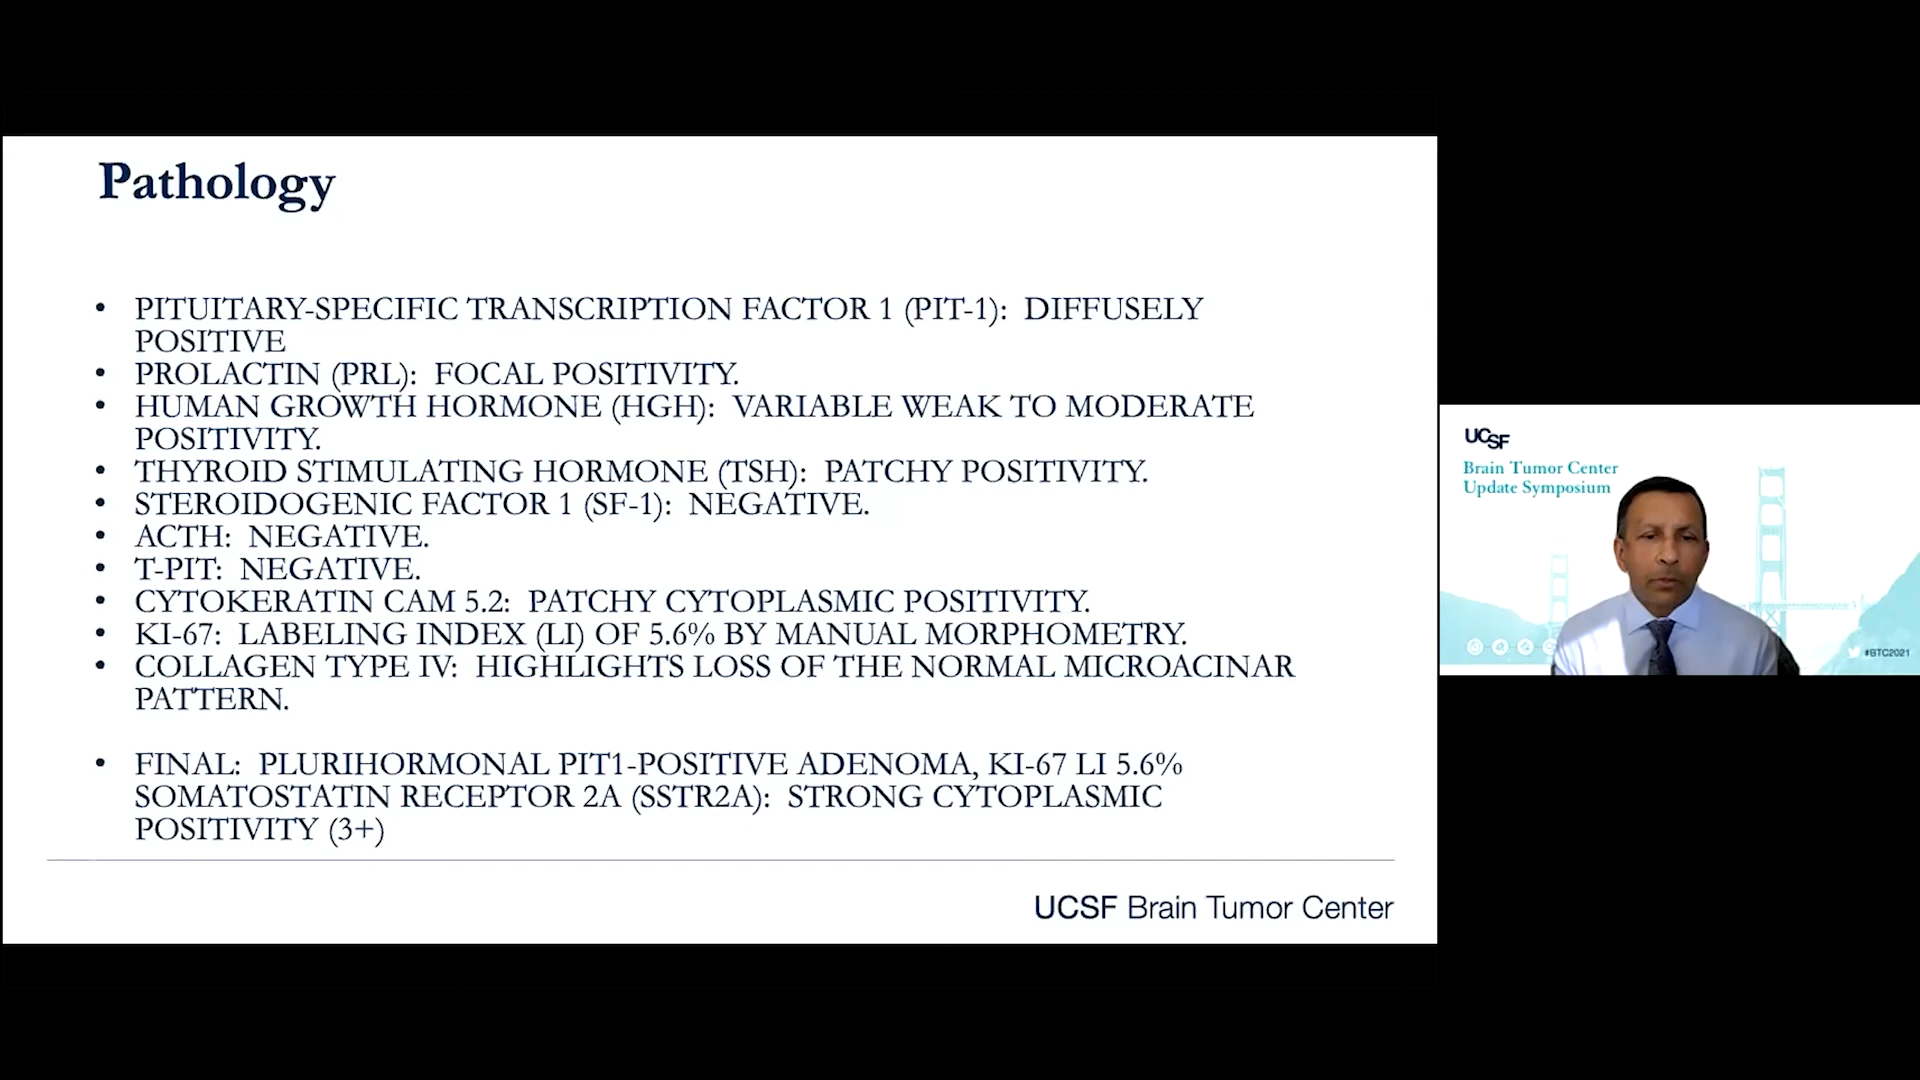 Pathology
• PITUITARY-SPECIFIC TRANSCRIPTION FACTOR 1 (PIT-1): DIFFUSELY
POSITIVE
• PROLACTIN (PRL): FOCAL POSITIVITY.
• HUMAN GROWTH HORMONE (HGH): VARIABLE WEAK TO MODERATE
POSITIVITY.
• THYROID STIMULATING HORMONE (TSH): PATCHY POSITIVITY.
• STEROIDOGENIC FACTOR 1 (SF-1): NEGATIVE.
• ACTH: NEGATIVE.
• T-PIT: NEGATIVE.
• CYTOKERATIN CAM 5.2: PATCHY CYTOPLASMIC POSITIVITY.
• KI-67: LABELING INDEX (LI) OF 5.6% BY MANUAL MORPHOMETRY.
• COLLAGEN TYPE IV: HIGHLIGHTS LOSS OF THE NORMAL MICROACINAR
PATTERN.
• FINAL: PLURIHORMONAL PIT1-POSITIVE ADENOMA, KI-67 LI 5.6%
SOMATOSTATIN RECEPTOR 2A (SSTR2A): STRONG CYTOPLASMIC
POSITIVITY (3+)
UCSF Brain Tumor Center
UCSF
Brain Tumor Center
Update Symposium
#BTC2021